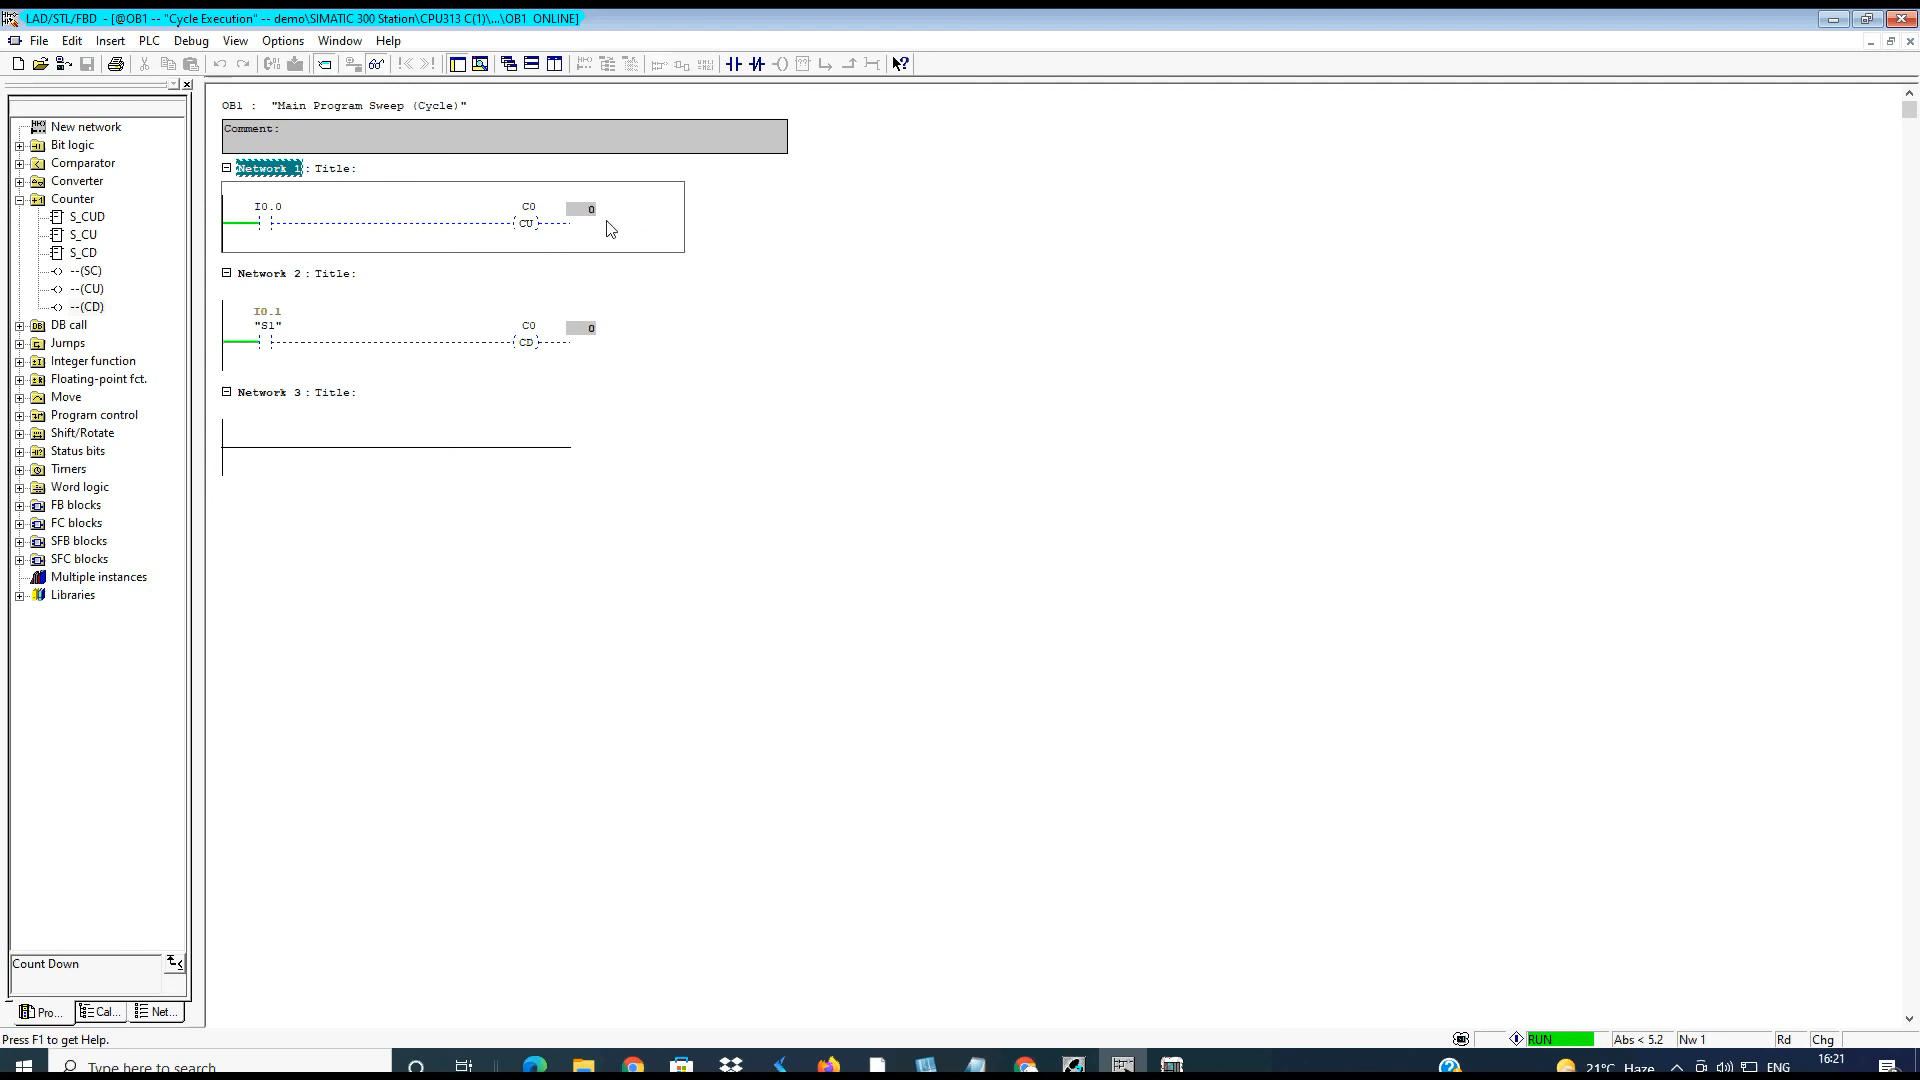 LAD/STL/FBD - [@OB1 -- "Cycle Execution" -- demo\SIMATIC 300 Station\CPU313 C(1)\...\OB1 ONLINE]
File Edit Insert PLC Debug View Options Window Help
OB1 : "Main Program Sweep (Cycle)"
Comment:
Network 1 : Title:
I0.0 C0 0
CU
Network 2 : Title:
I0.1
"S1" C0 0
CD
Network 3 : Title:
New network
Bit logic
Comparator
Converter
Counter
S_CUD
S_CU
S_CD
--(SC)
--(CU)
--(CD)
DB call
Jumps
Integer function
Floating-point fct.
Move
Program control
Shift/Rotate
Status bits
Timers
Word logic
FB blocks
FC blocks
SFB blocks
SFC blocks
Multiple instances
Libraries
Count Down
Pro... Cal... Net...
Press F1 to get Help.
RUN Abs < 5.2 Nw 1 Rd Chg
Type here to search 21°C Haze ENG 16:21